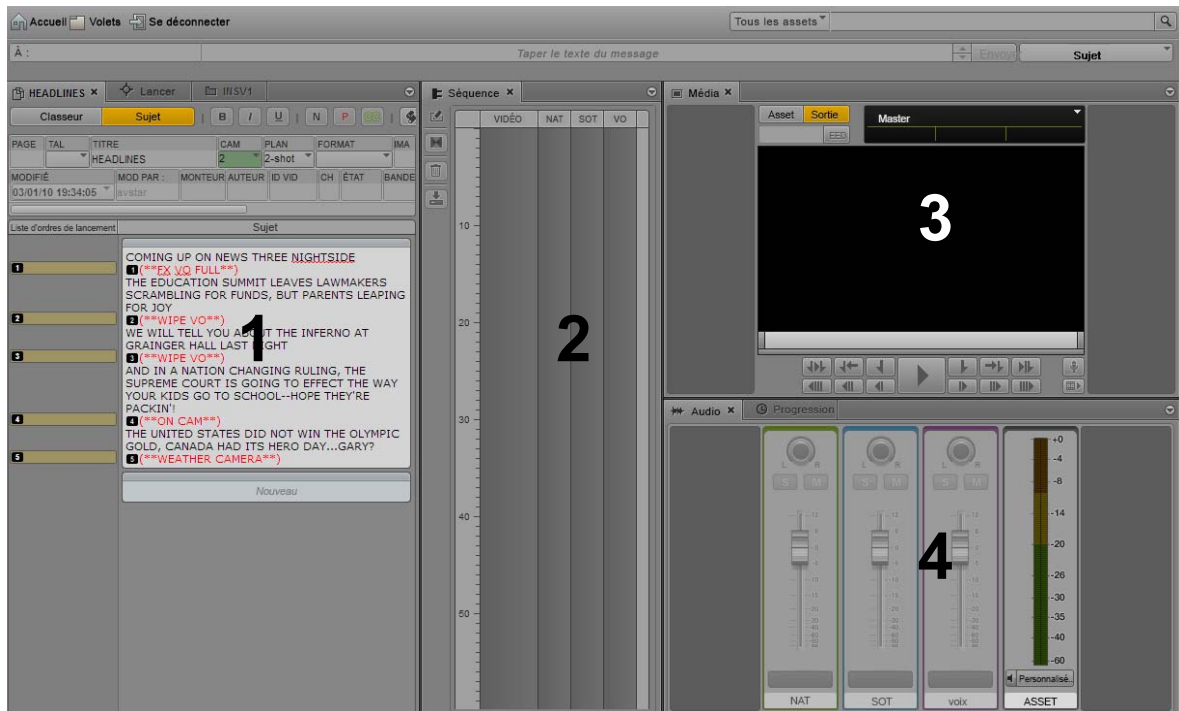 Accueil Volets Se déconnecter
Tous les assets
À :
Taper le texte du message
Envoyer Sujet
HEADLINES × Lancer INSV1
Classeur Sujet B I U N P
PAGE TAL TITRE CAM PLAN FORMAT IMA
HEADLINES 2 2-shot
MODIFIÉ MOD PAR : MONTEUR AUTEUR ID VID CH ÉTAT BANDE
03/01/10 19:34:05 avstar
Liste d'ordres de lancement Sujet
COMING UP ON NEWS THREE NIGHTSIDE
1 1 (**FX VO FULL**)
THE EDUCATION SUMMIT LEAVES LAWMAKERS
SCRAMBLING FOR FUNDS, BUT PARENTS LEAPING
FOR JOY
2 2 (**WIPE VO**)
WE WILL TELL YOU ABOUT THE INFERNO AT
GRAINGER HALL LAST NIGHT
3 3 (**WIPE VO**)
AND IN A NATION CHANGING RULING, THE
SUPREME COURT IS GOING TO EFFECT THE WAY
YOUR KIDS GO TO SCHOOL--HOPE THEY'RE
PACKIN'!
4 4 (**ON CAM**)
THE UNITED STATES DID NOT WIN THE OLYMPIC
GOLD, CANADA HAD ITS HERO DAY...GARY?
5 5 (**WEATHER CAMERA**)
Nouveau
1
Séquence ×
VIDÉO NAT SOT VO
10
20
30
40
50
2
Média ×
Asset Sortie Master
3
Audio × Progression
L R L R L R
S M S M S M
+0
-4
-8
-14
-20
-26
-30
-35
-40
-60
4
Personnalisé..
NAT SOT voix ASSET